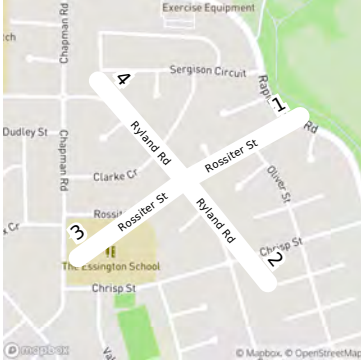 Exercise Equipment
Chapman Rd
tch
Sergison Circuit
4
1
Rd
Dudley St
Ryland Rd
Rossiter St
Clarke Cr
Oliver St
Chapman Rd
Rossiter St
Ryland Rd
3
Chrisp St
2
The Essington School
Chrisp St
mapbox
© Mapbox, © OpenStreetMap